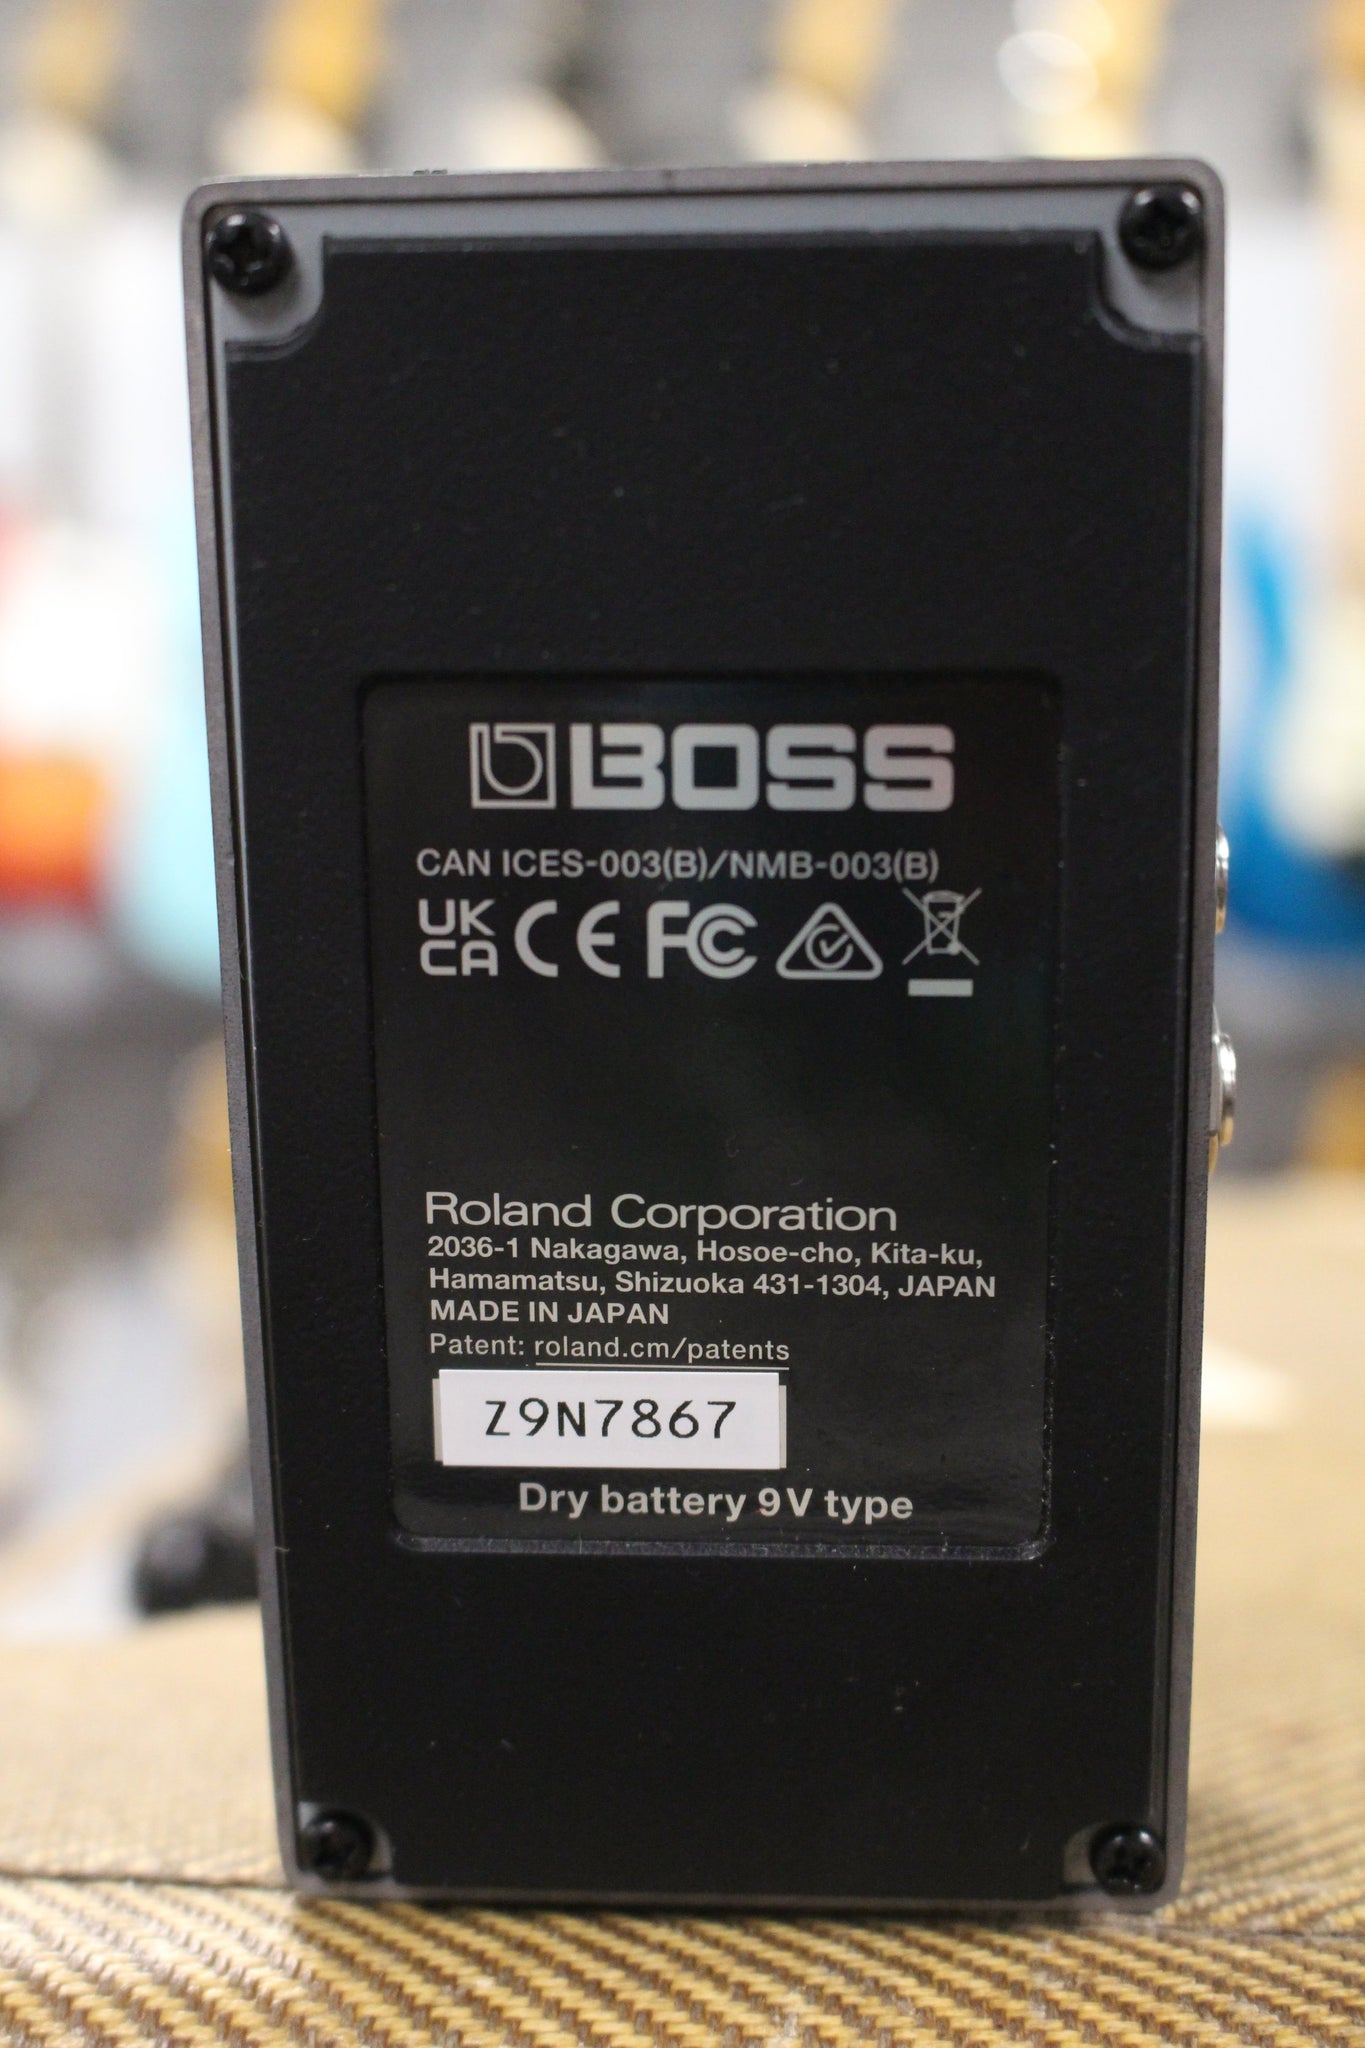 BOSS
CAN ICES-003(B)/NMB-003(B)
UK
CA CE FC
Roland Corporation
2036-1 Nakagawa, Hosoe-cho, Kita-ku,
Hamamatsu, Shizuoka 431-1304, JAPAN
MADE IN JAPAN
Patent: roland.cm/patents
Z9N7867
Dry battery 9V type